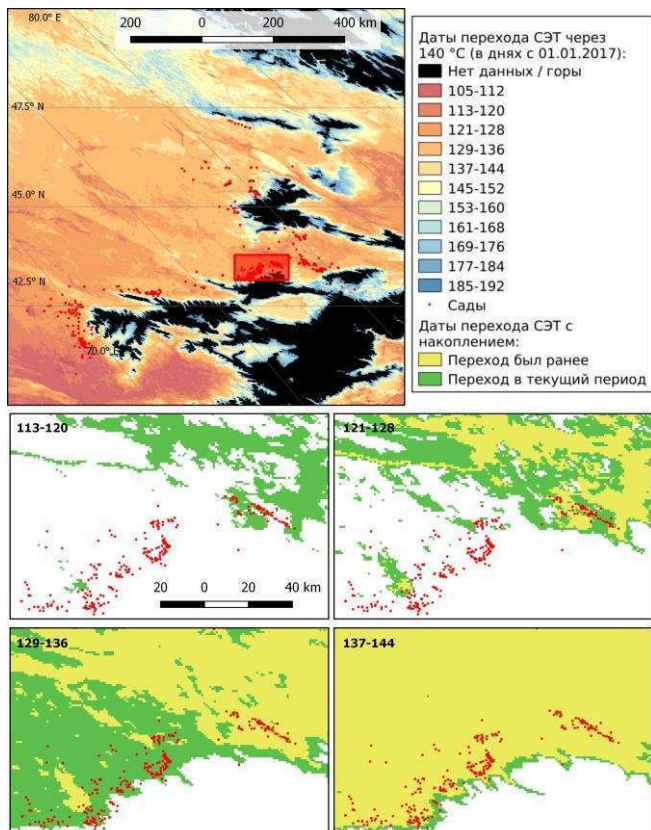 80.0° E
200 0 200 400 km
47.5° N
45.0° N
42.5° N
70.0° E
Даты перехода СЭТ через
140 °C (в днях с 01.01.2017):
Нет данных / горы
105-112
113-120
121-128
129-136
137-144
145-152
153-160
161-168
169-176
177-184
185-192
Сады
Даты перехода СЭТ с
накоплением:
Переход был ранее
Переход в текущий период
113-120
20 0 20 40 km
121-128
129-136
137-144